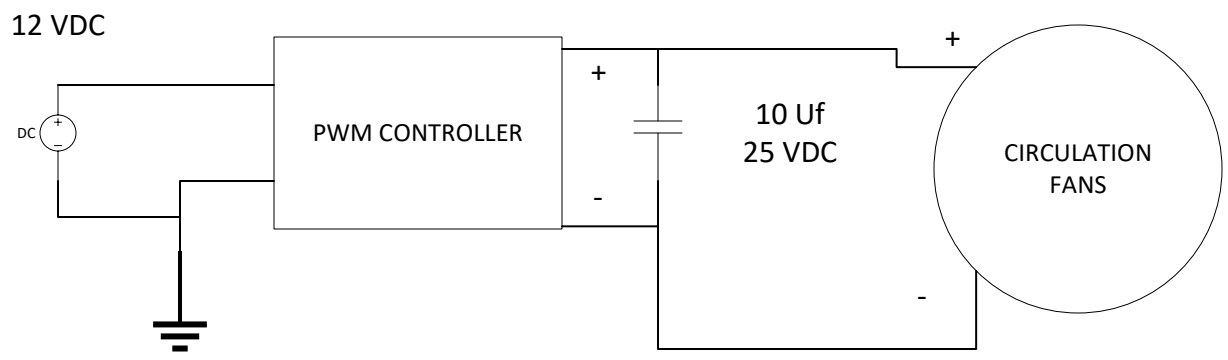 12 VDC
DC
+
−
PWM CONTROLLER
+
-
10 Uf
25 VDC
+
-
CIRCULATION
FANS